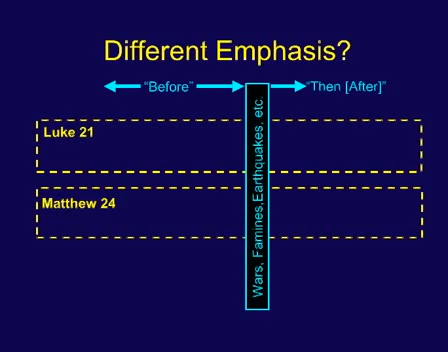 Different Emphasis?
“Before”
“Then [After]”
Luke 21
Matthew 24
Wars, Famines,Earthquakes, etc.